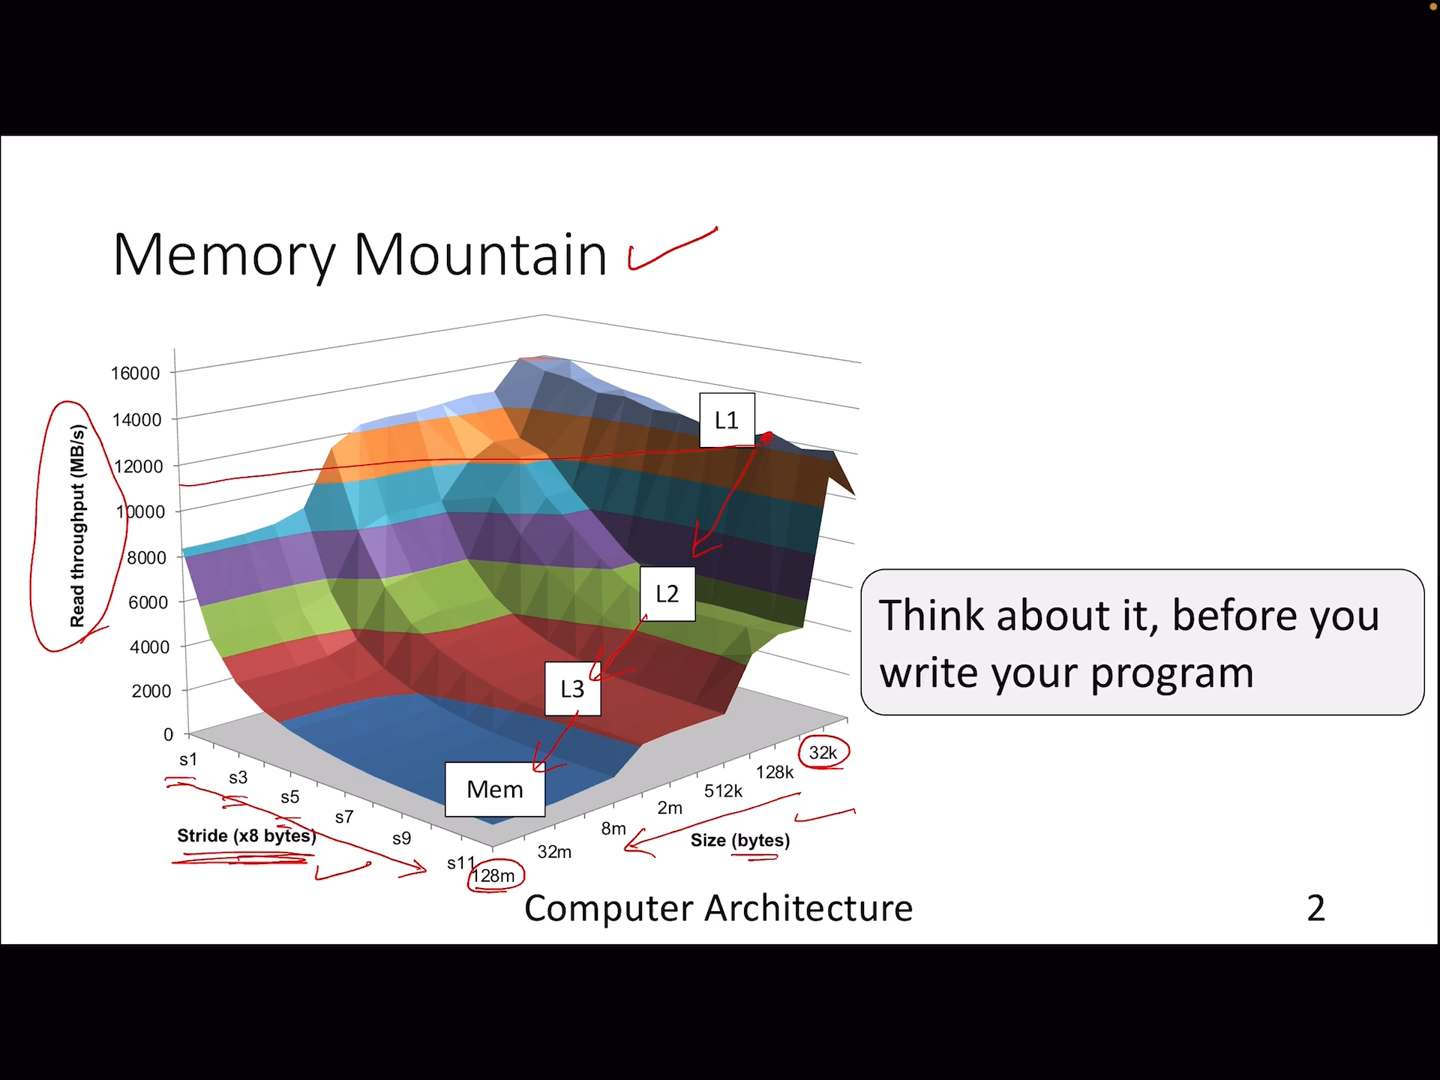 Memory Mountain
16000
14000
12000
10000
8000
6000
4000
2000
0
Read throughput (MB/s)
L1
L2
L3
Mem
s1
s3
s5
s7
s9
s11
Stride (x8 bytes)
128m
32m
8m
2m
512k
128k
32k
Size (bytes)
Think about it, before you
write your program
Computer Architecture
2